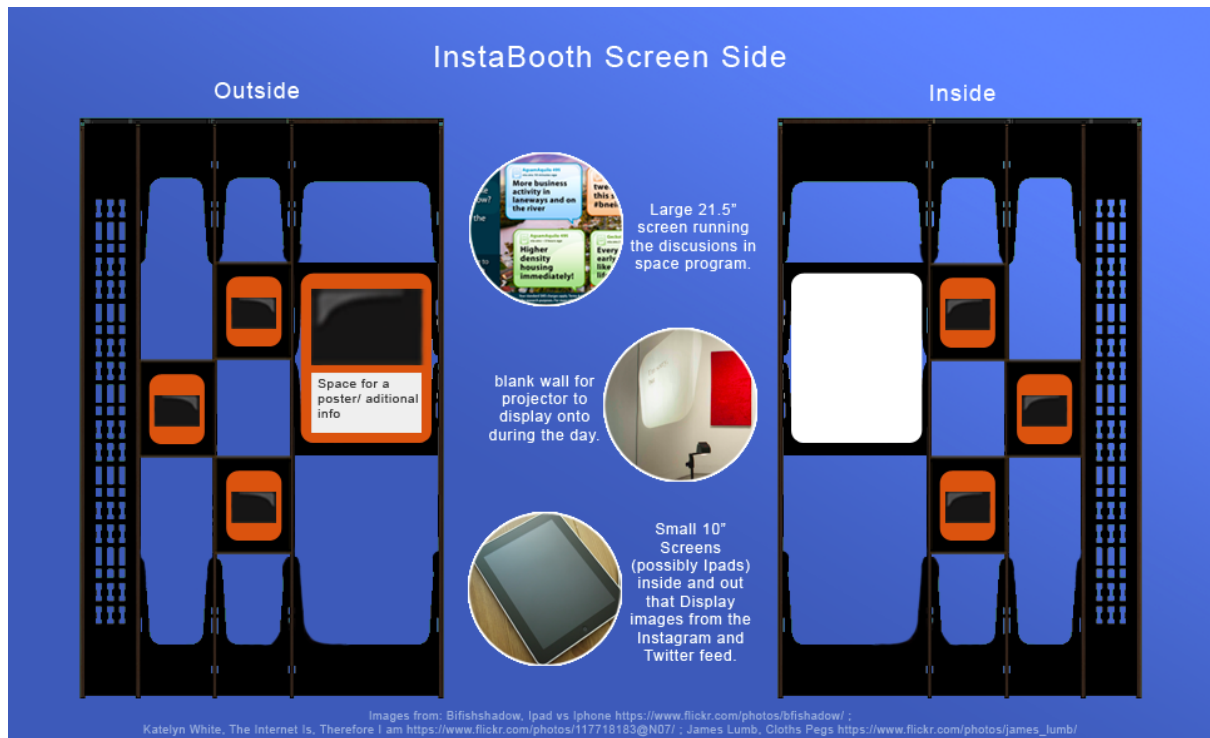 InstaBooth Screen Side
Outside
Inside
More business
activity in
laneways and on
the river
Higher
density
housing
immediately!
#bnei
Every
early
like
Large 21.5"
screen running
the discusions in
space program.
Space for a
poster/ aditional
info
blank wall for
projector to
display onto
during the day.
Small 10"
Screens
(possibly Ipads)
inside and out
that Display
images from the
Instagram and
Twitter feed.
Images from: Bifishshadow, Ipad vs Iphone https://www.flickr.com/photos/bfishadow/ ;
Katelyn White, The Internet Is, Therefore I am https://www.flickr.com/photos/117718183@N07/ ; James Lumb, Cloths Pegs https://www.flickr.com/photos/james_lumb/